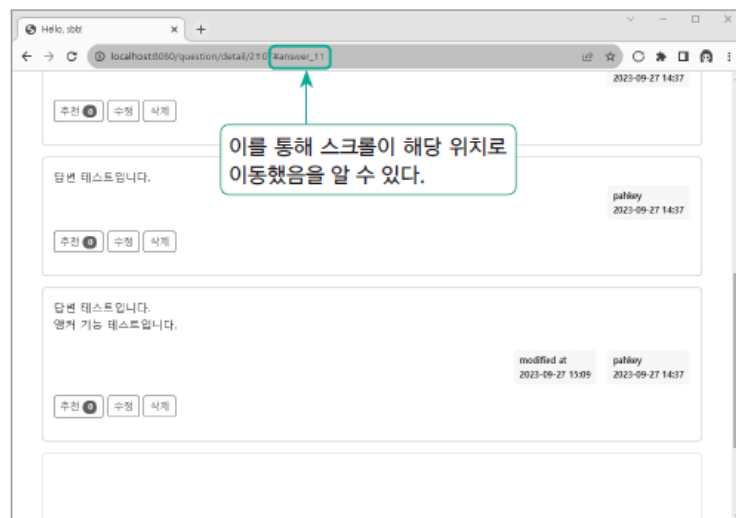 Hello, sbb!
localhost:8080/question/detail/2107#answer_11
2023-09-27 14:37
추천 0 수정 삭제
이를 통해 스크롤이 해당 위치로
이동했음을 알 수 있다.
답변 테스트입니다.
pahkey
2023-09-27 14:37
추천 0 수정 삭제
답변 테스트입니다.
앵커 기능 테스트입니다.
modified at
2023-09-27 15:09
pahkey
2023-09-27 14:37
추천 0 수정 삭제